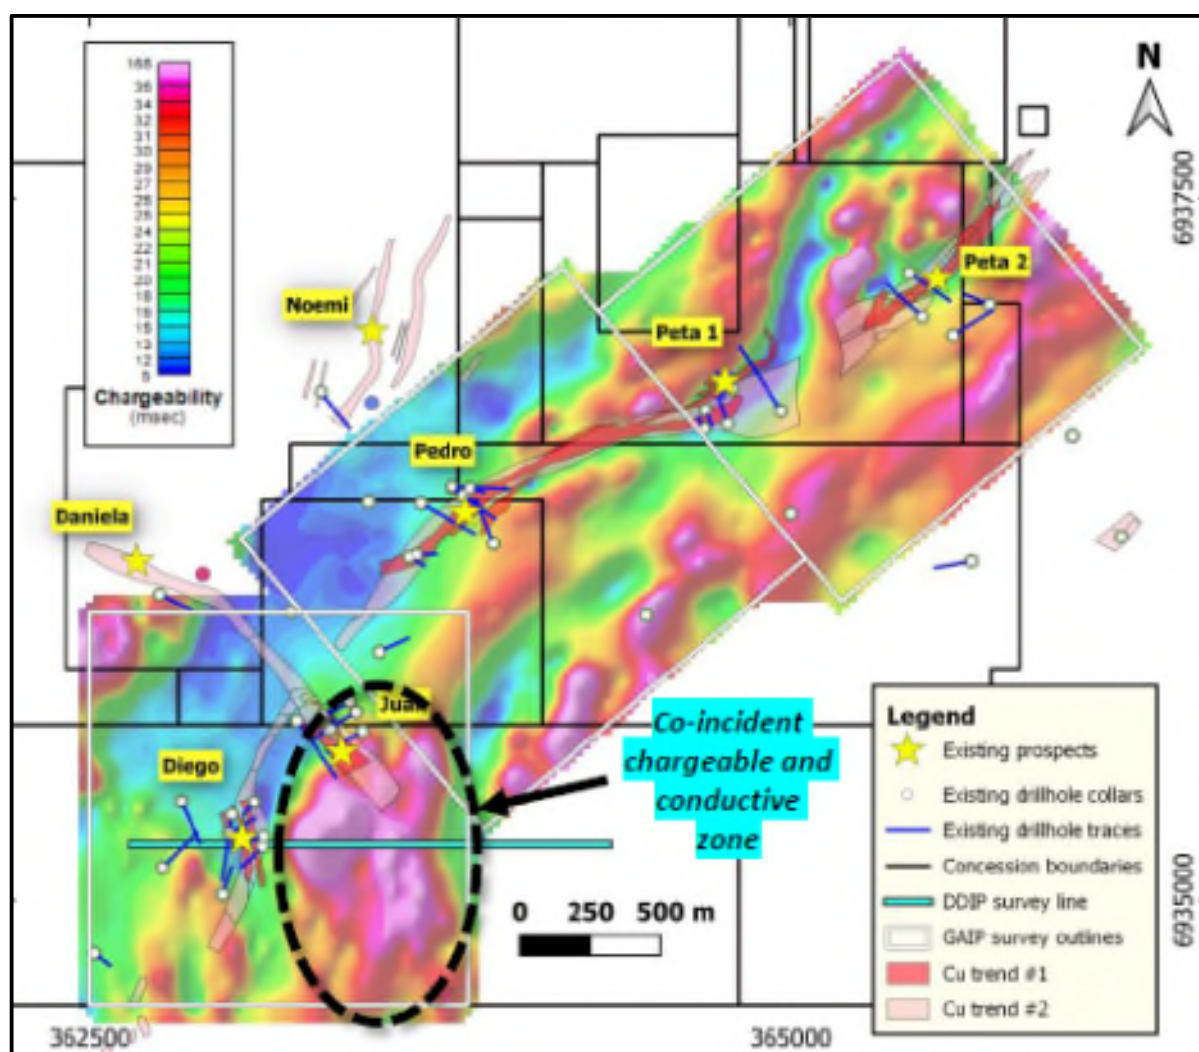 168
36
34
32
31
30
29
27
26
25
24
22
21
20
18
16
15
13
12
5
Chargeability
(msec)
N
6937500
Peta 2
Noemi
Peta 1
Pedro
Daniela
Juan
Diego
Co-incident
chargeable and
conductive
zone
0 250 500 m
Legend
Existing prospects
Existing drillhole collars
Existing drillhole traces
Concession boundaries
DDIP survey line
GAIP survey outlines
Cu trend #1
Cu trend #2
6935000
362500
365000